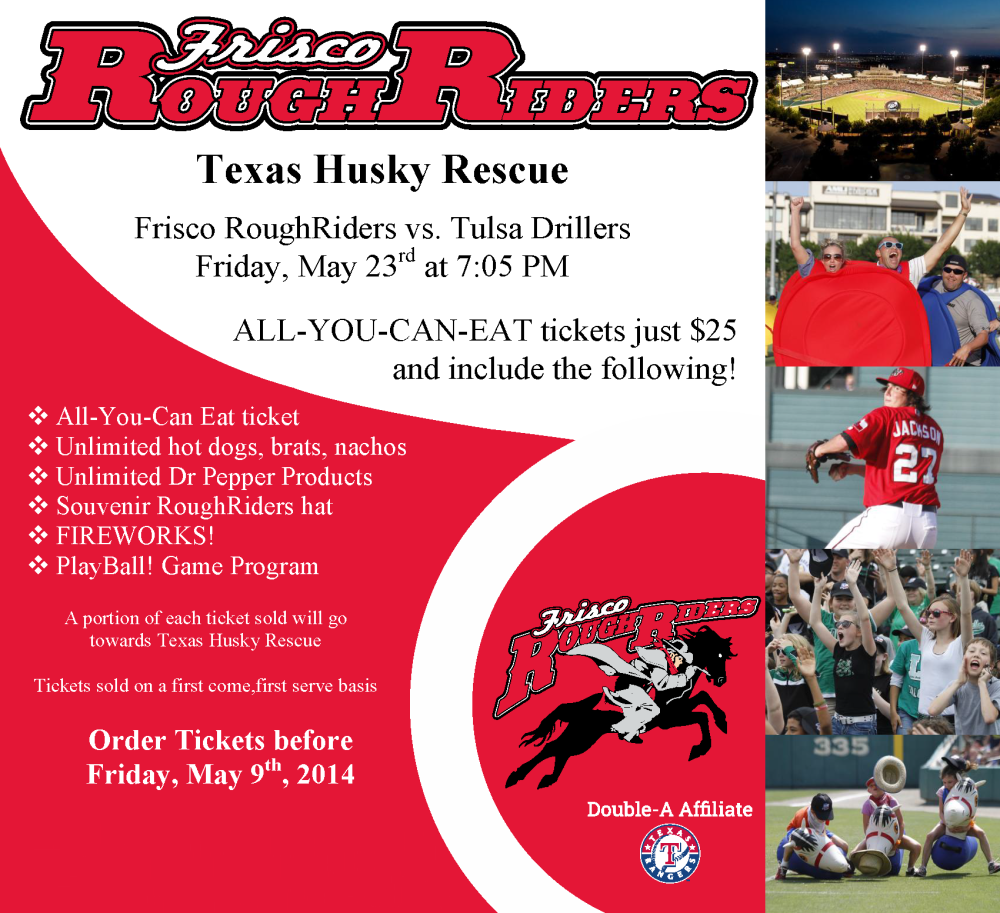 Frisco
ROUGHRIDERS
Texas Husky Rescue
Frisco RoughRiders vs. Tulsa Drillers
Friday, May 23rd at 7:05 PM
ALL-YOU-CAN-EAT tickets just $25
and include the following!
❖ All-You-Can Eat ticket
❖ Unlimited hot dogs, brats, nachos
❖ Unlimited Dr Pepper Products
❖ Souvenir RoughRiders hat
❖ FIREWORKS!
❖ PlayBall! Game Program
A portion of each ticket sold will go
towards Texas Husky Rescue
Tickets sold on a first come,first serve basis
Order Tickets before
Friday, May 9th, 2014
Frisco
ROUGHRIDERS
Double-A Affiliate
TEXAS
T
RANGERS
JACKSON
27
335